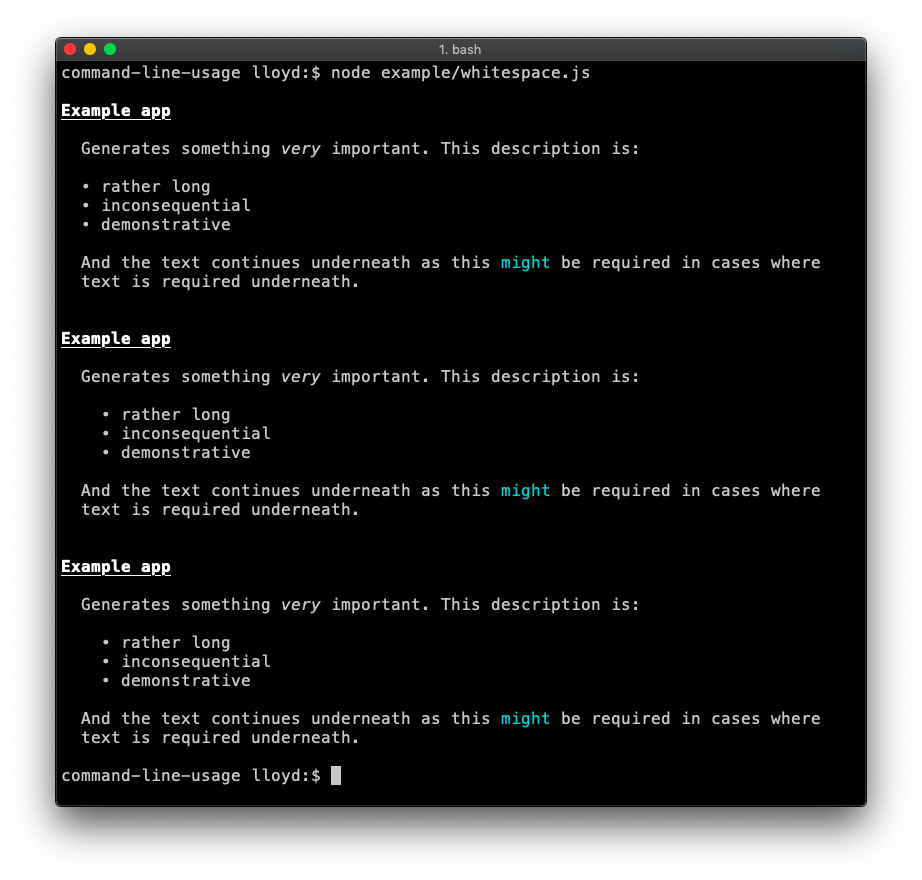 1. bash
command-line-usage lloyd:$ node example/whitespace.js
Example app
Generates something very important. This description is:
• rather long
• inconsequential
• demonstrative
And the text continues underneath as this might be required in cases where
text is required underneath.
Example app
Generates something very important. This description is:
• rather long
• inconsequential
• demonstrative
And the text continues underneath as this might be required in cases where
text is required underneath.
Example app
Generates something very important. This description is:
• rather long
• inconsequential
• demonstrative
And the text continues underneath as this might be required in cases where
text is required underneath.
command-line-usage lloyd:$